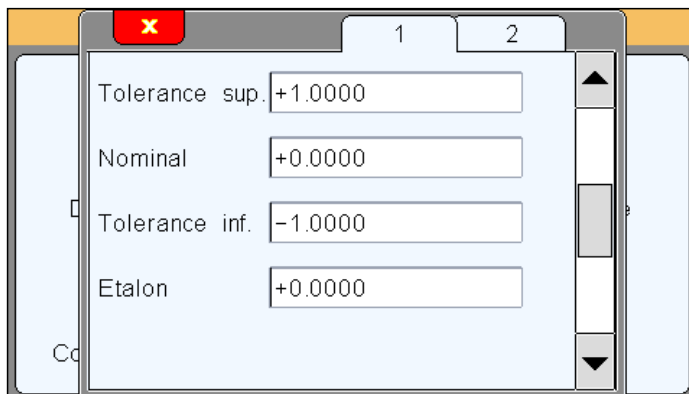 x
1 2
Tolerance sup. +1.0000
Nominal +0.0000
Tolerance inf. -1.0000
Etalon +0.0000